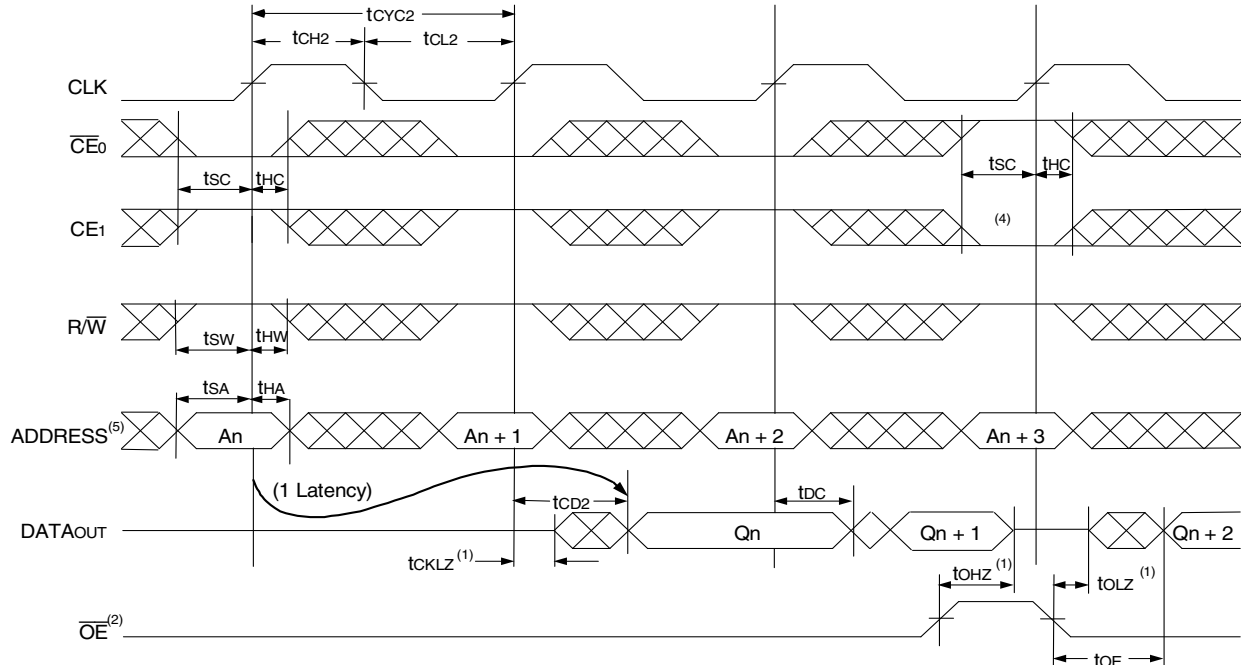 tCYC2
tCH2 tCL2
CLK
CE0
tSC tHC tSC tHC
CE1 (4)
R/W
tSW tHW
tSA tHA
ADDRESS(5) An An + 1 An + 2 An + 3
(1 Latency) tCD2 tDC
DATAOUT Qn Qn + 1 Qn + 2
tCKLZ(1) tOHZ(1) tOLZ(1)
OE(2)
tOE